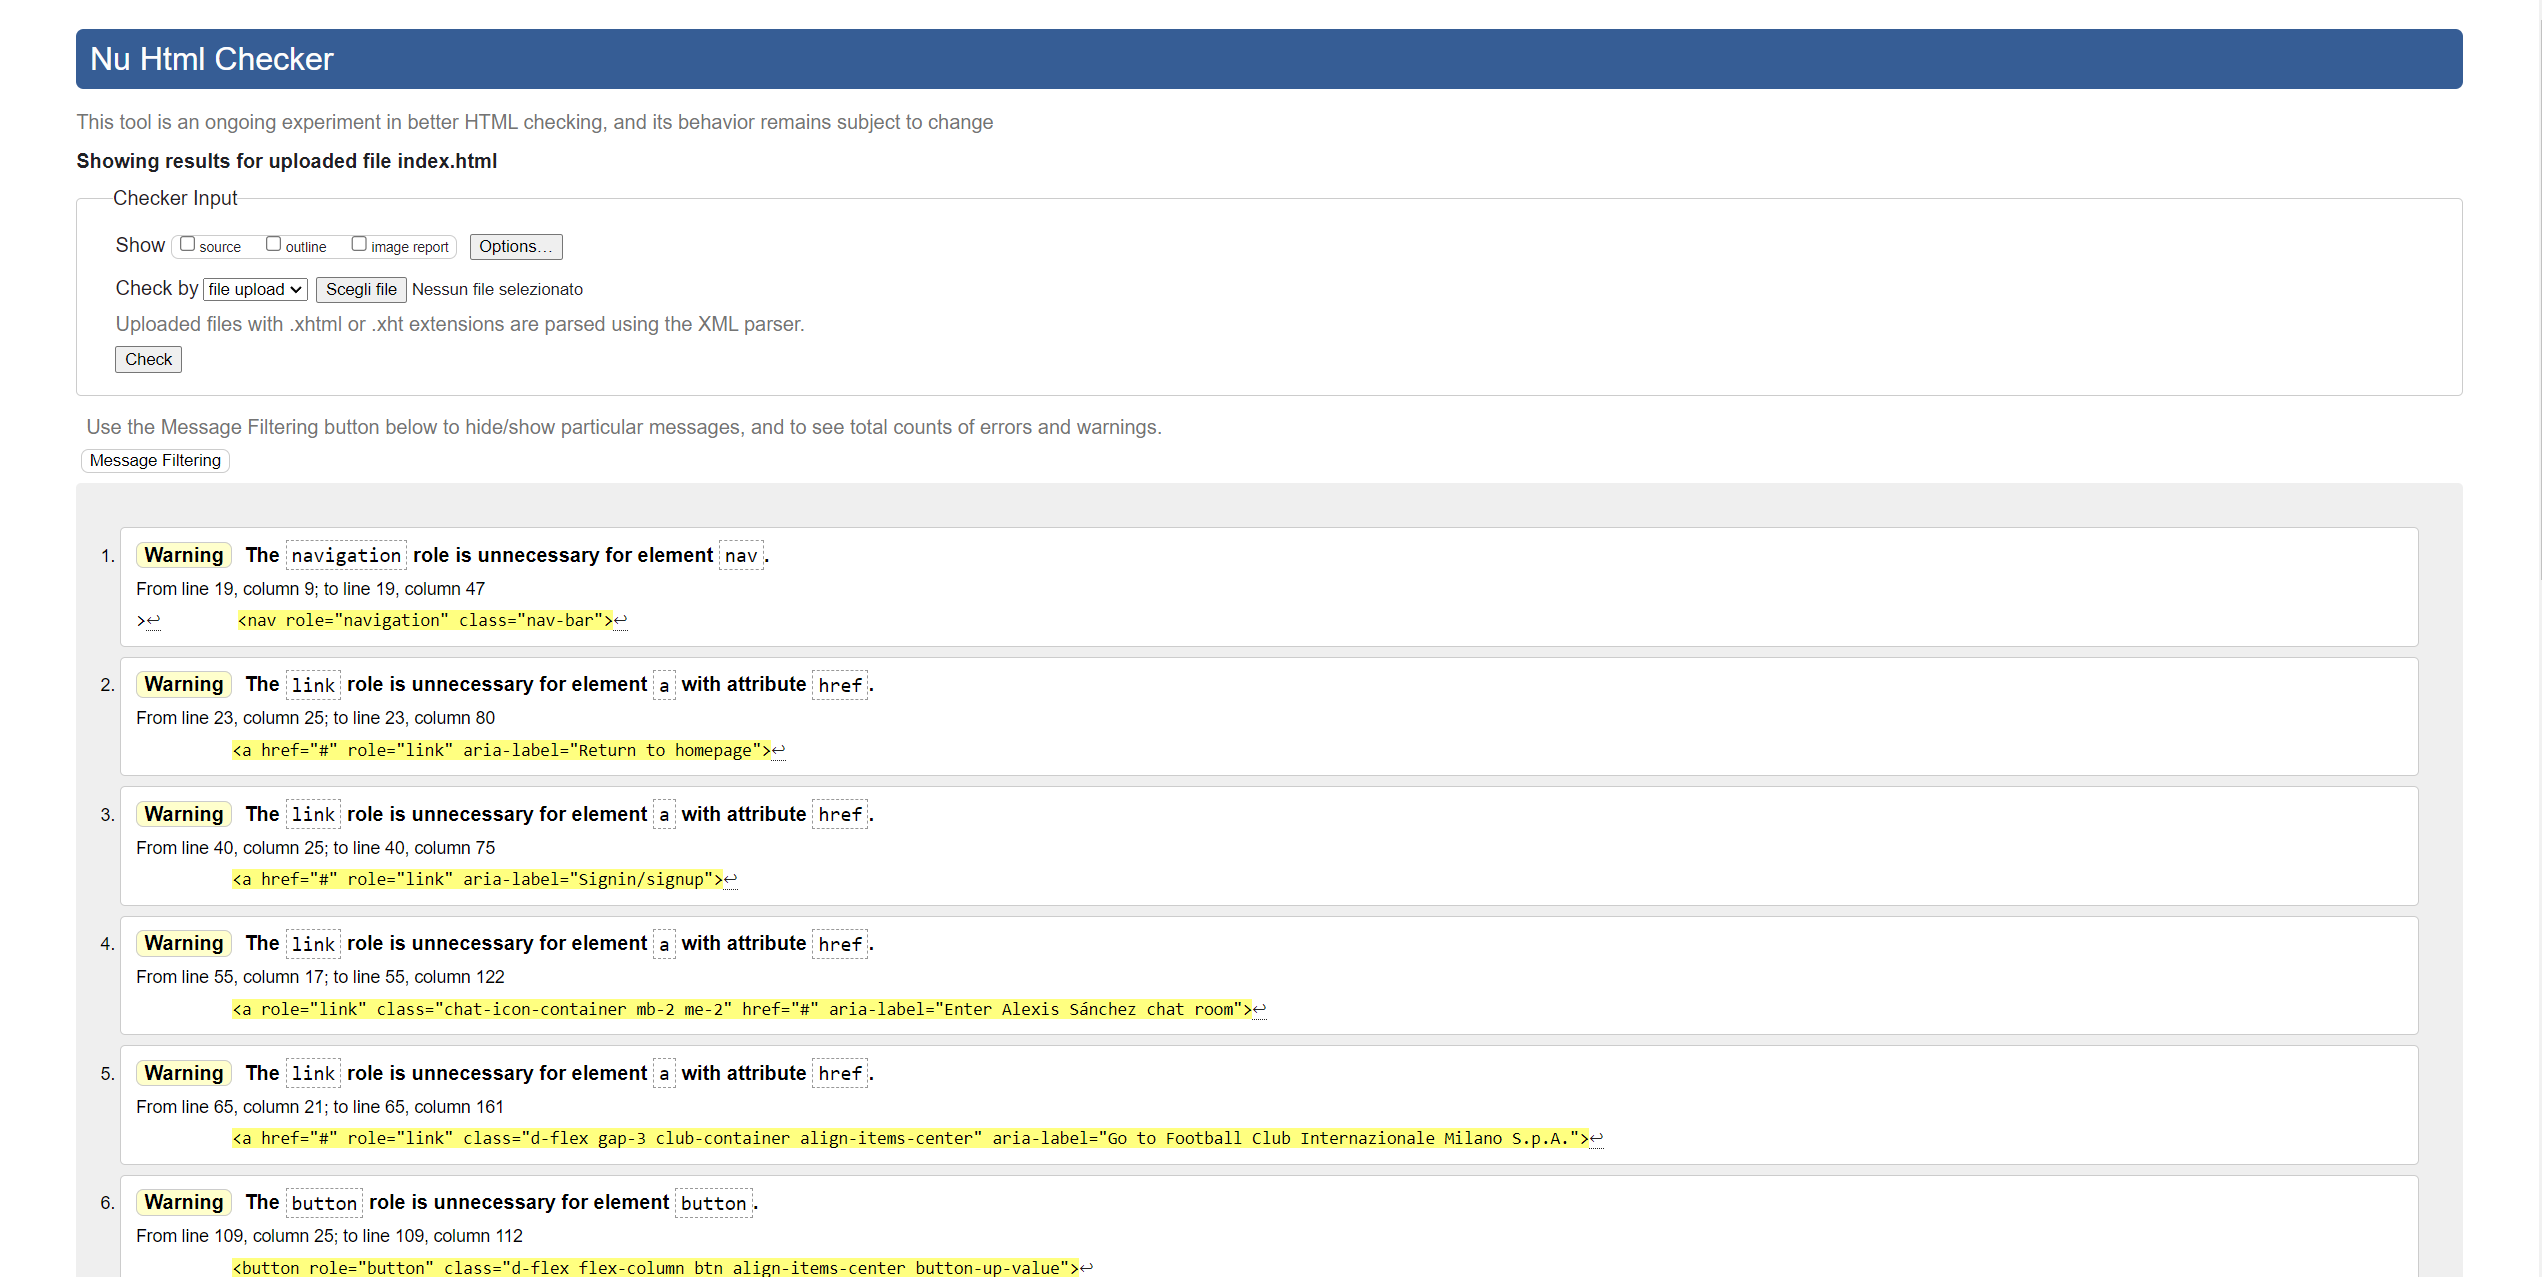 Nu Html Checker
This tool is an ongoing experiment in better HTML checking, and its behavior remains subject to change
Showing results for uploaded file index.html
Checker Input
Show source outline image report Options...
Check by file upload Scegli file Nessun file selezionato
Uploaded files with .xhtml or .xht extensions are parsed using the XML parser.
Check
Use the Message Filtering button below to hide/show particular messages, and to see total counts of errors and warnings.
Message Filtering
1. Warning The navigation role is unnecessary for element nav.
From line 19, column 9; to line 19, column 47
>↩ <nav role="navigation" class="nav-bar">↩
2. Warning The link role is unnecessary for element a with attribute href.
From line 23, column 25; to line 23, column 80
<a href="#" role="link" aria-label="Return to homepage">↩
3. Warning The link role is unnecessary for element a with attribute href.
From line 40, column 25; to line 40, column 75
<a href="#" role="link" aria-label="Signin/signup">↩
4. Warning The link role is unnecessary for element a with attribute href.
From line 55, column 17; to line 55, column 122
<a role="link" class="chat-icon-container mb-2 me-2" href="#" aria-label="Enter Alexis Sánchez chat room">↩
5. Warning The link role is unnecessary for element a with attribute href.
From line 65, column 21; to line 65, column 161
<a href="#" role="link" class="d-flex gap-3 club-container align-items-center" aria-label="Go to Football Club Internazionale Milano S.p.A.">↩
6. Warning The button role is unnecessary for element button.
From line 109, column 25; to line 109, column 112
<button role="button" class="d-flex flex-column btn align-items-center button-up-value">↩